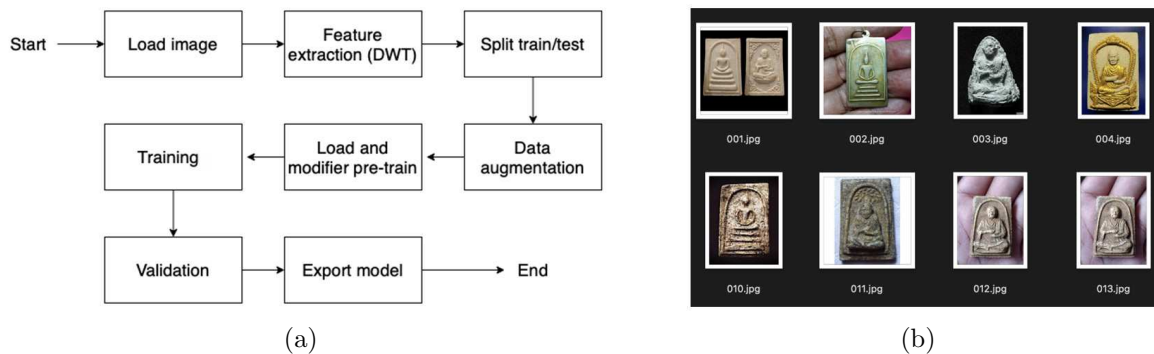 Start
Load image
Feature
extraction (DWT)
Split train/test
Training
Load and
modifier pre-train
Data
augmentation
Validation
Export model
End
(a)
001.jpg
002.jpg
003.jpg
004.jpg
010.jpg
011.jpg
012.jpg
013.jpg
(b)